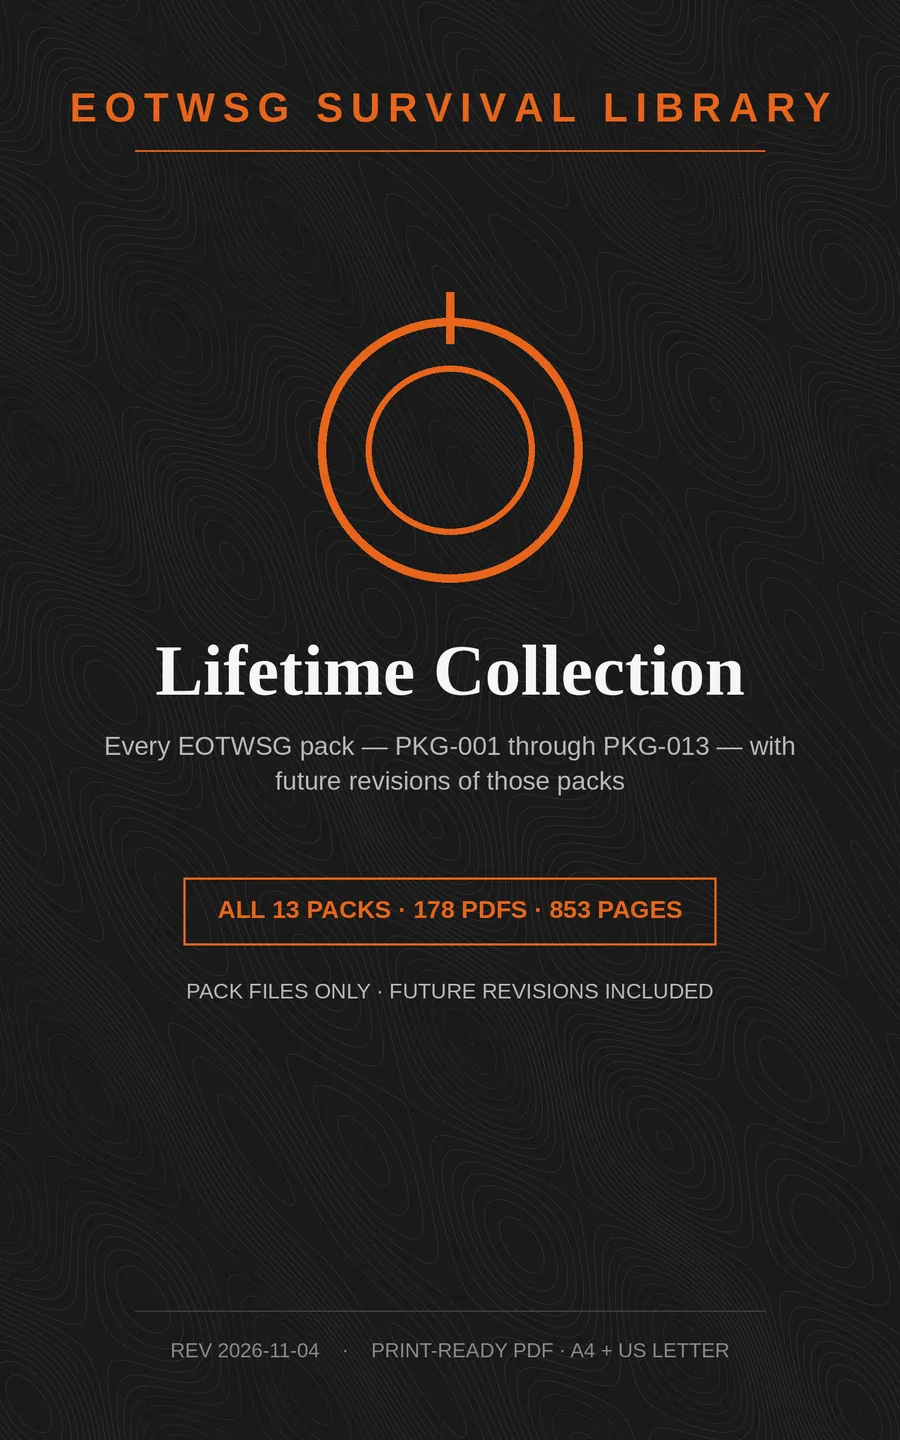 EOTWSG SURVIVAL LIBRARY
Lifetime Collection
Every EOTWSG pack — PKG-001 through PKG-013 — with
future revisions of those packs
ALL 13 PACKS · 178 PDFS · 853 PAGES
PACK FILES ONLY · FUTURE REVISIONS INCLUDED
REV 2026-11-04 · PRINT-READY PDF · A4 + US LETTER